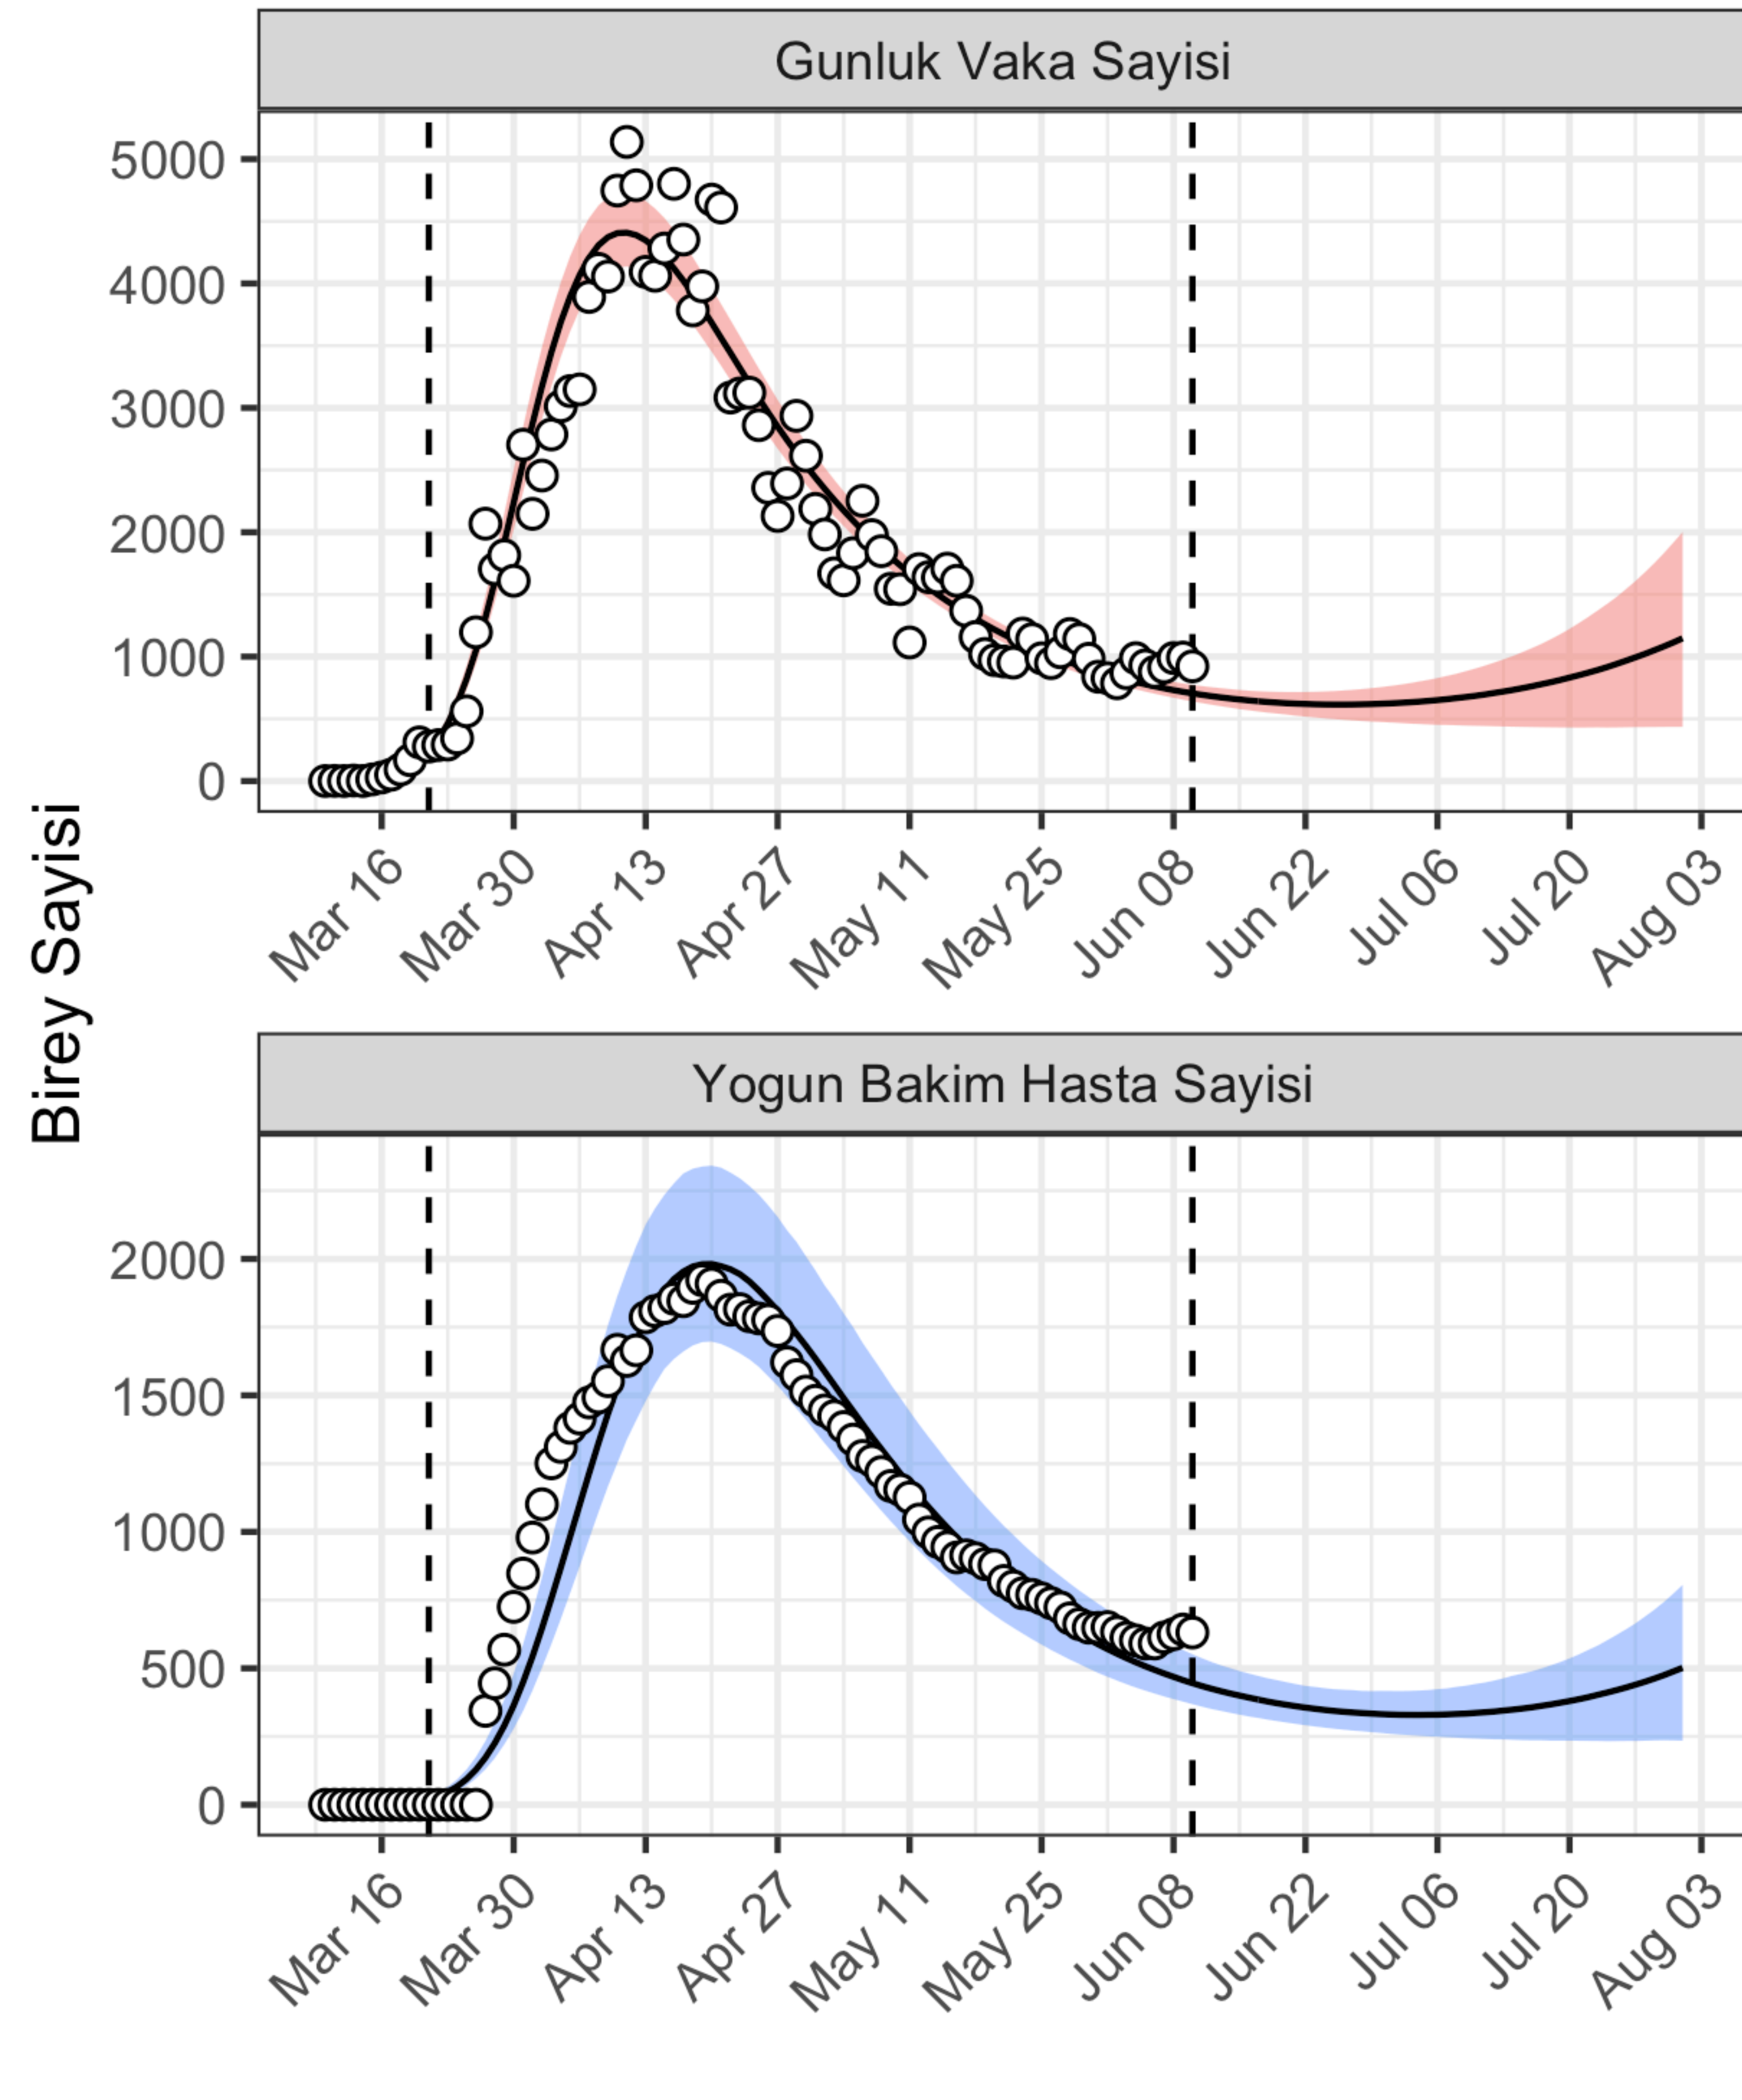 Gunluk Vaka Sayisi
5000
4000
3000
2000
1000
0
Mar 16
Mar 30
Apr 13
Apr 27
May 11
May 25
Jun 08
Jun 22
Jul 06
Jul 20
Aug 03
Birey Sayisi
Yogun Bakim Hasta Sayisi
2000
1500
1000
500
0
Mar 16
Mar 30
Apr 13
Apr 27
May 11
May 25
Jun 08
Jun 22
Jul 06
Jul 20
Aug 03